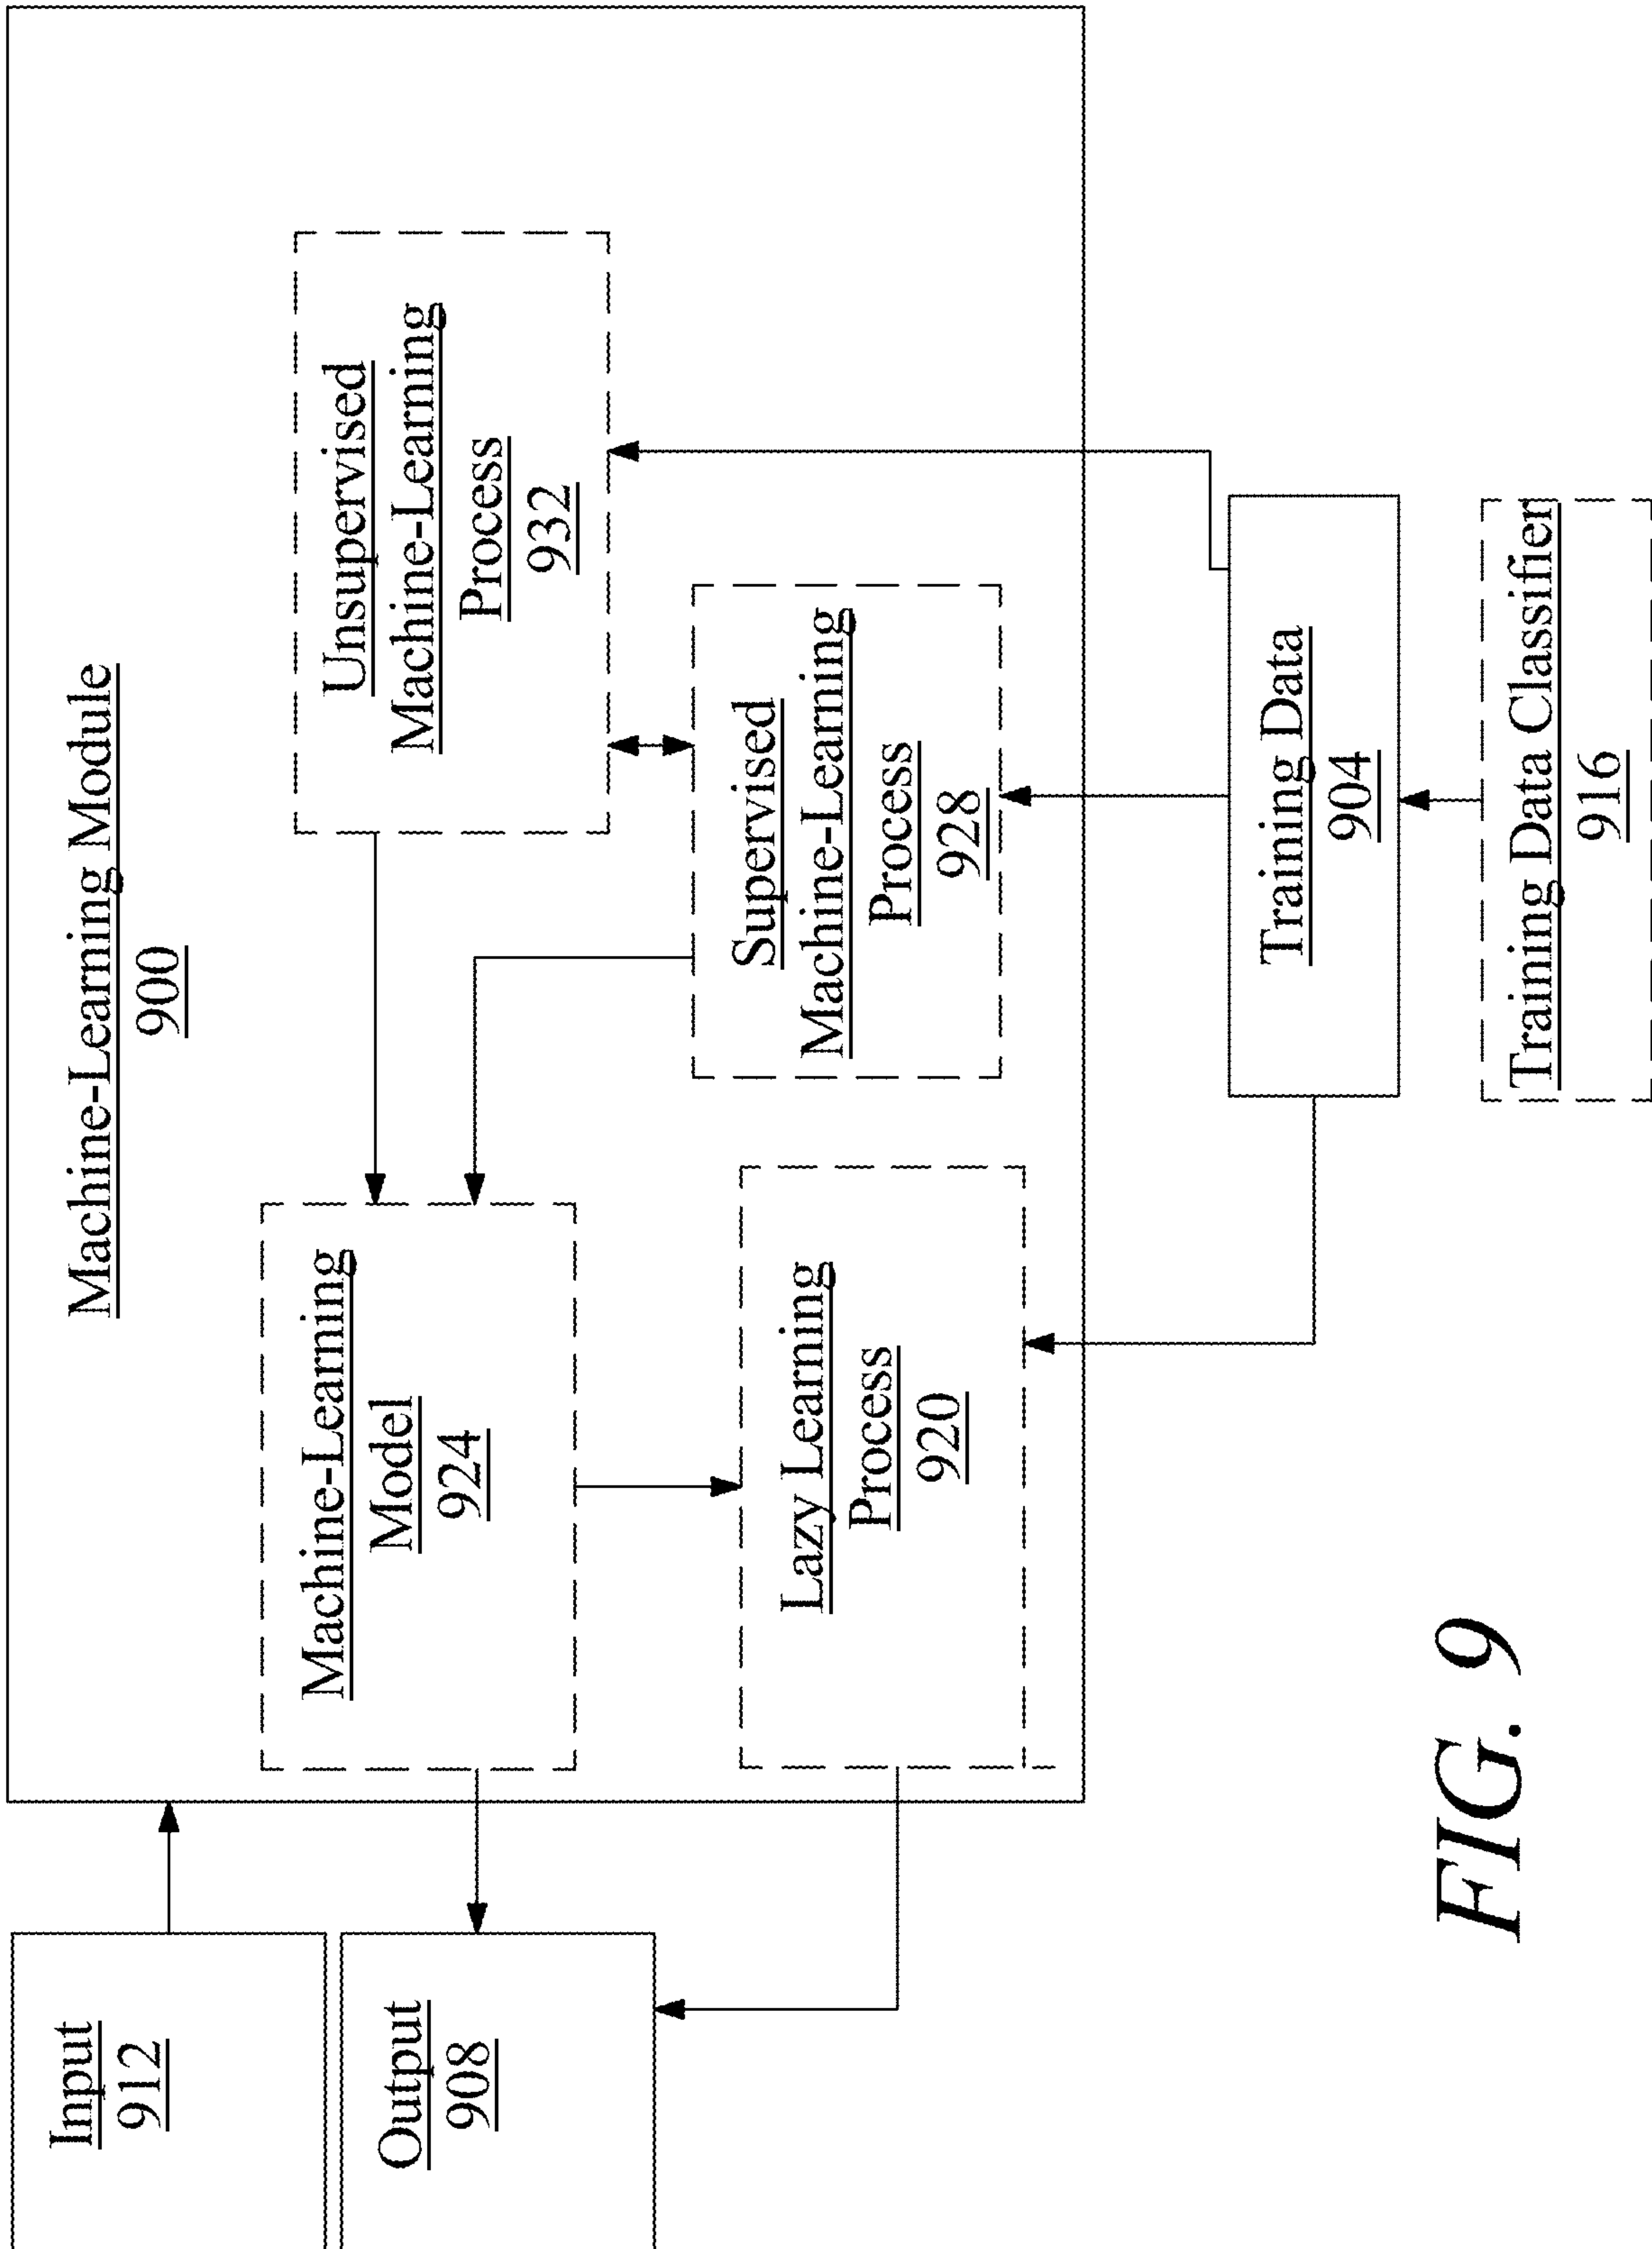 Machine-Learning Module
900
Input
912
Output
908
Machine-Learning
Model
924
Unsupervised
Machine-Learning
Process
932
Lazy Learning
Process
920
Supervised
Machine-Learning
Process
928
Training Data
904
Training Data Classifier
916
FIG. 9